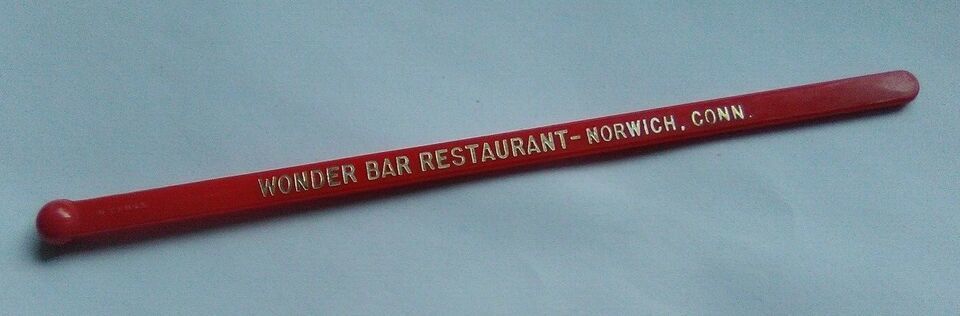 WONDER BAR RESTAURANT-NORWICH, CONN.